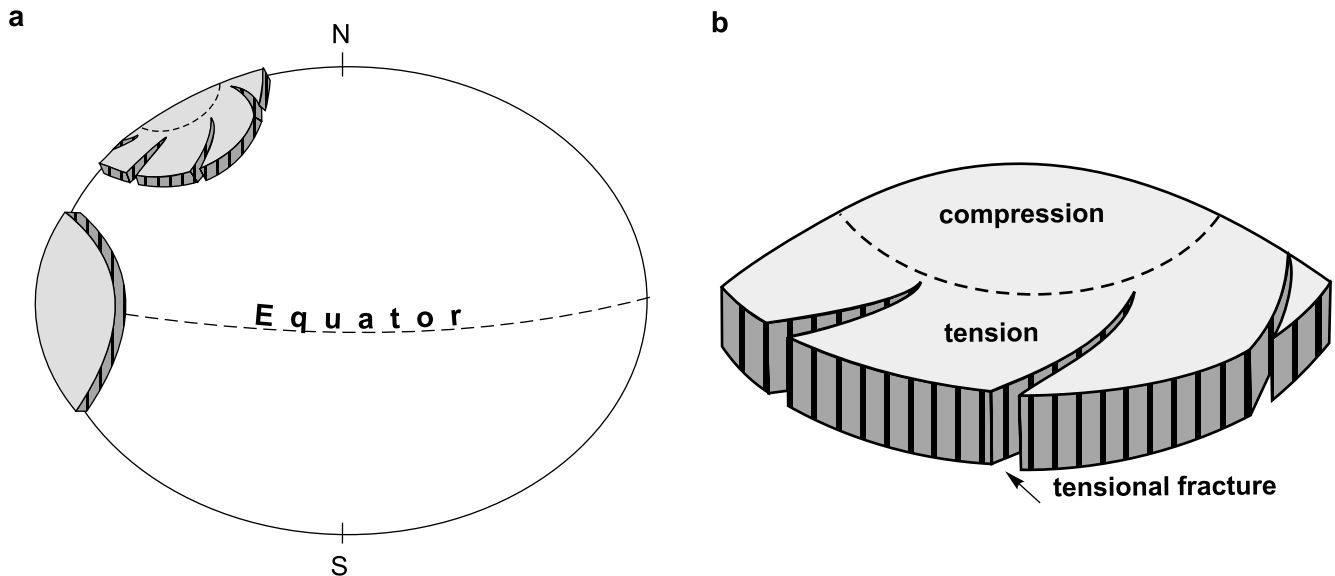 a
N
Equator
S
b
compression
tension
tensional fracture